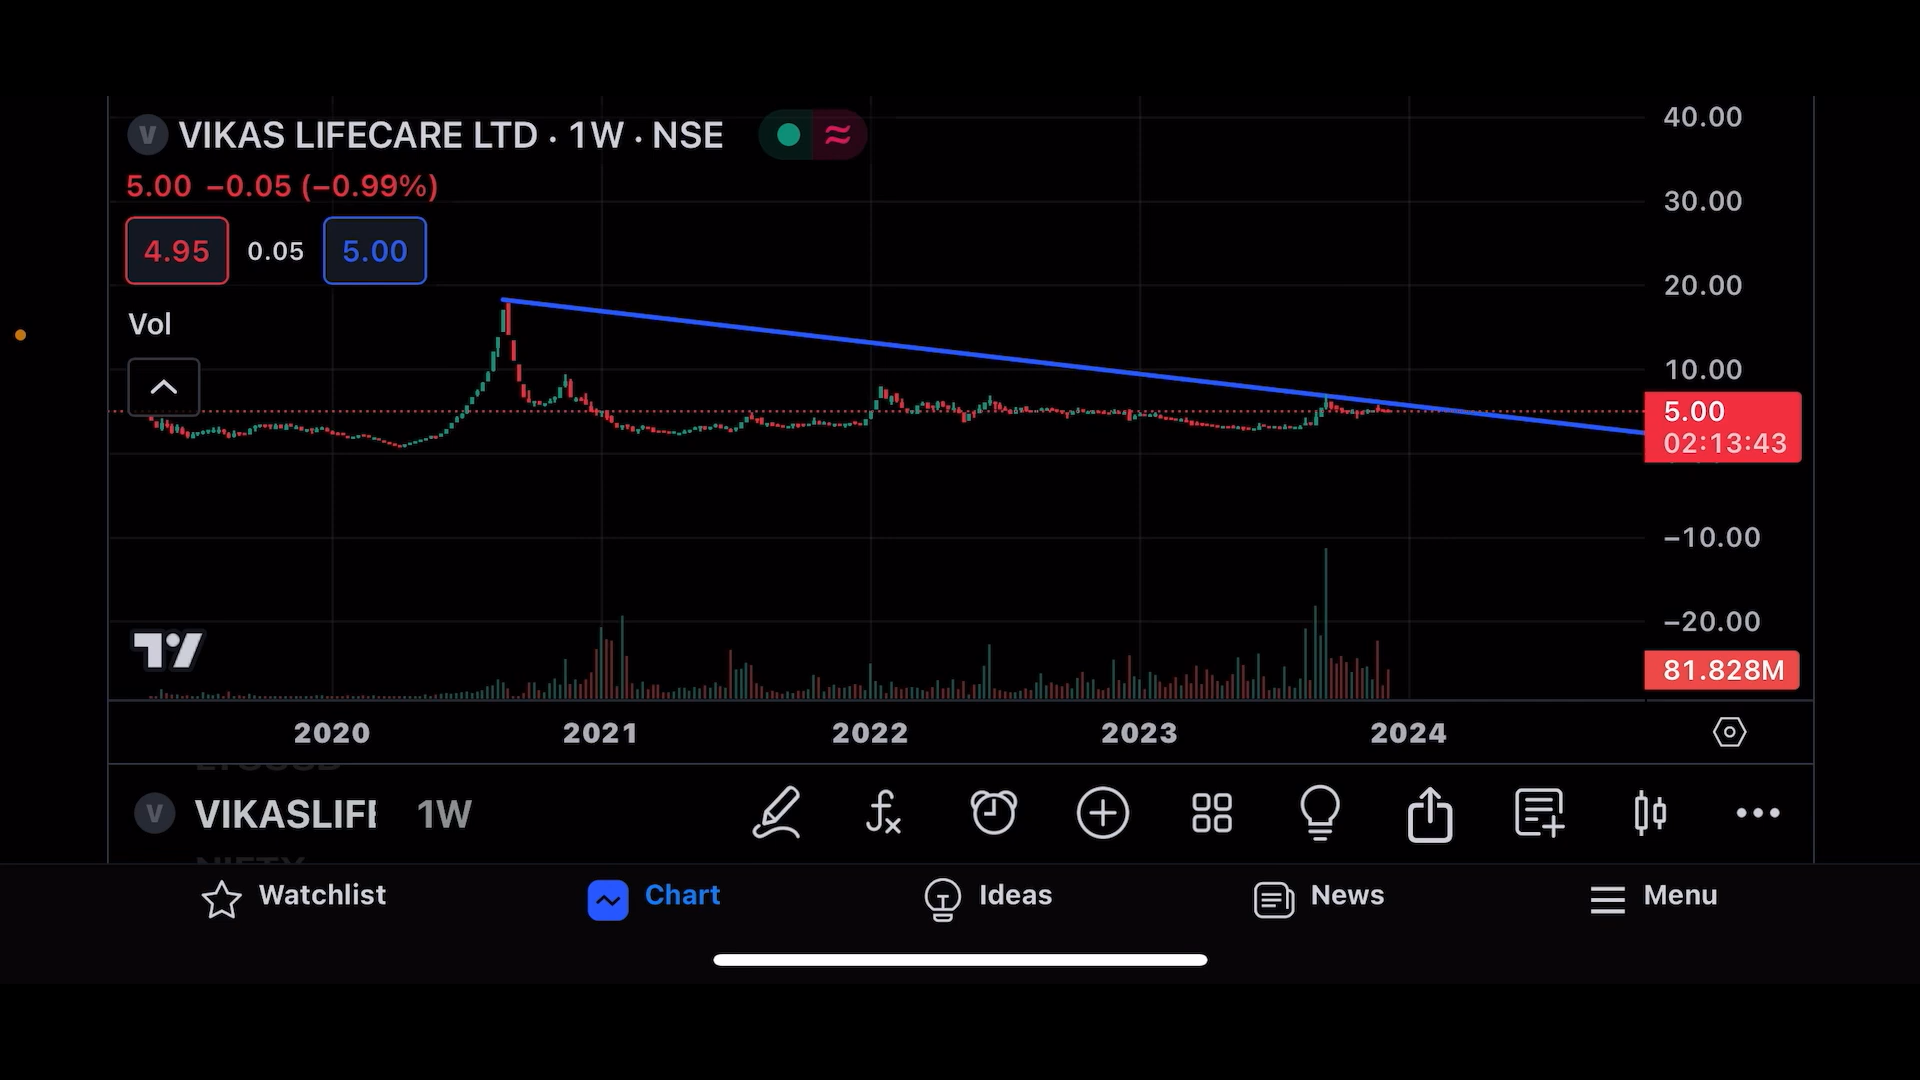 VIKAS LIFECARE LTD · 1W · NSE
5.00 −0.05 (−0.99%)
4.95 0.05 5.00
Vol
40.00
30.00
20.00
10.00
5.00
02:13:43
−10.00
−20.00
81.828M
2020 2021 2022 2023 2024
V VIKASLIF 1W
Watchlist Chart Ideas News Menu